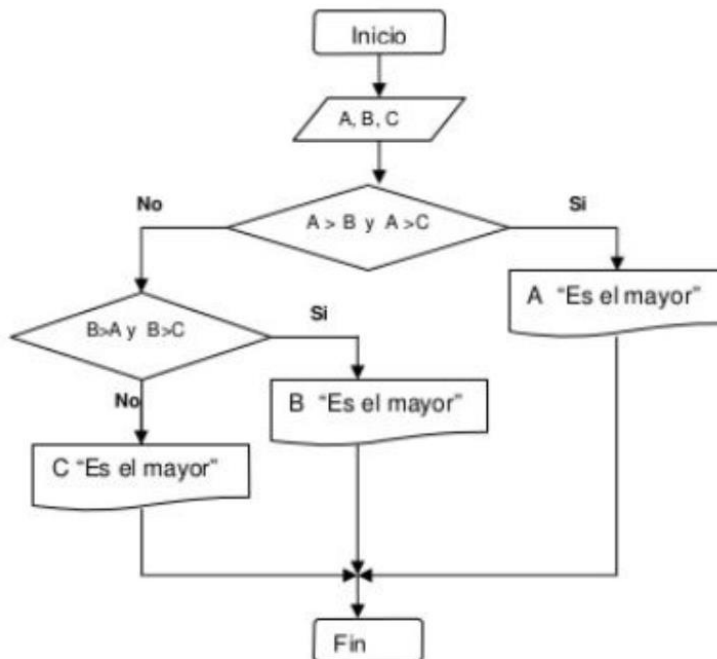 Inicio
A, B, C
No
Si
A > B y A >C
A "Es el mayor"
B>A y B>C
Si
No
B "Es el mayor"
C "Es el mayor"
Fin